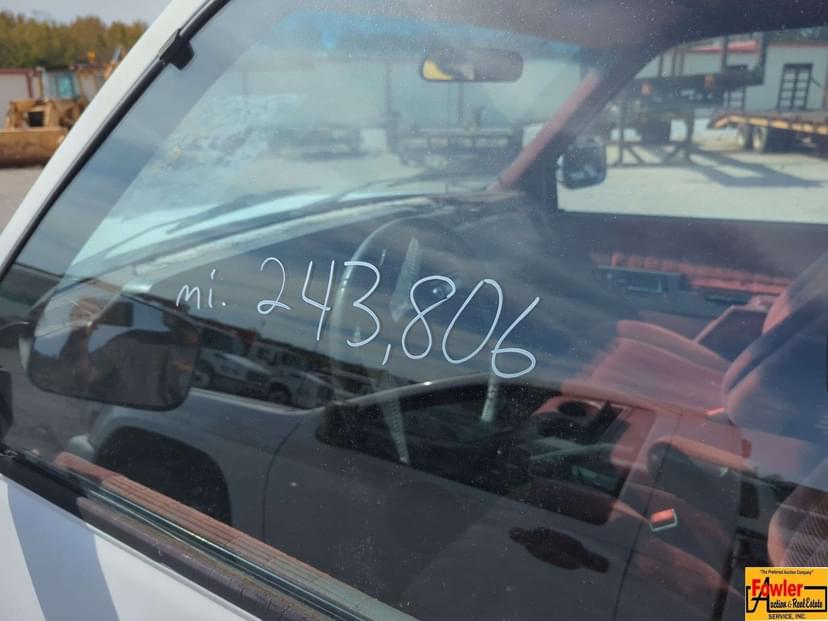 mi. 243,806
"The Preferred Auction Company"
Fowler
Auction & Real Estate
SERVICE, INC.